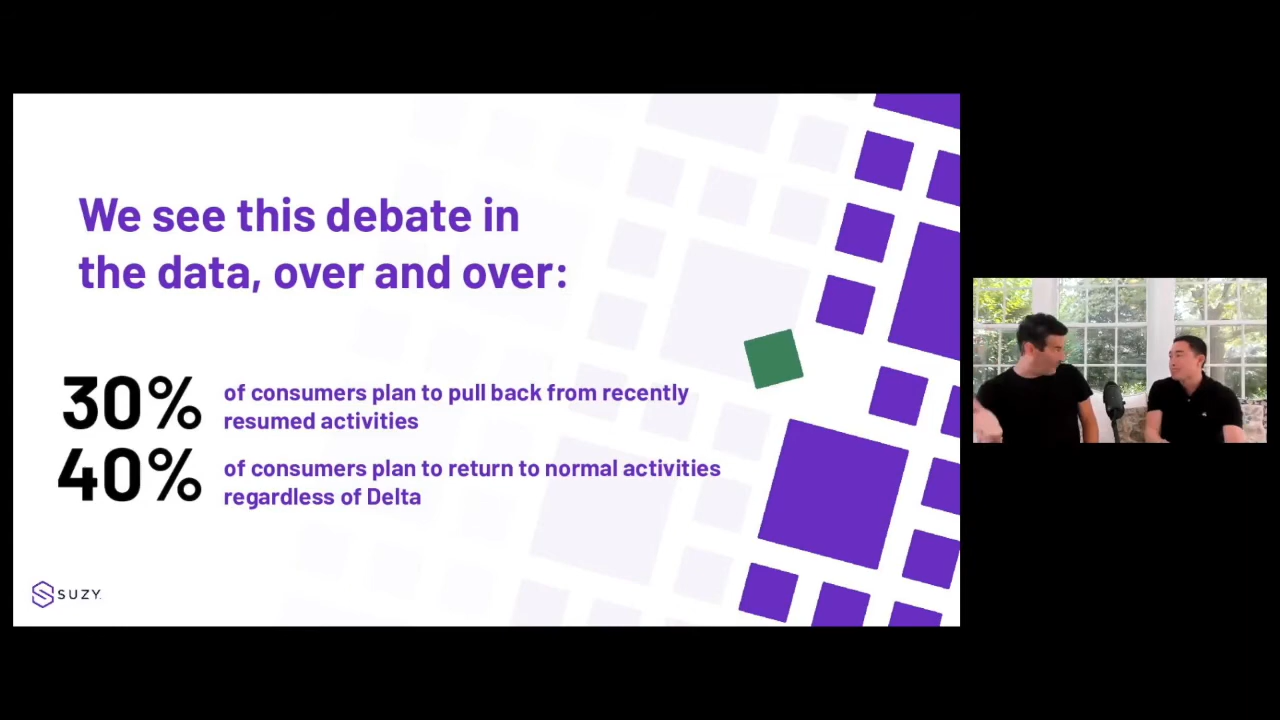 We see this debate in
the data, over and over:
30%
of consumers plan to pull back from recently
resumed activities
40%
of consumers plan to return to normal activities
regardless of Delta
SUZY